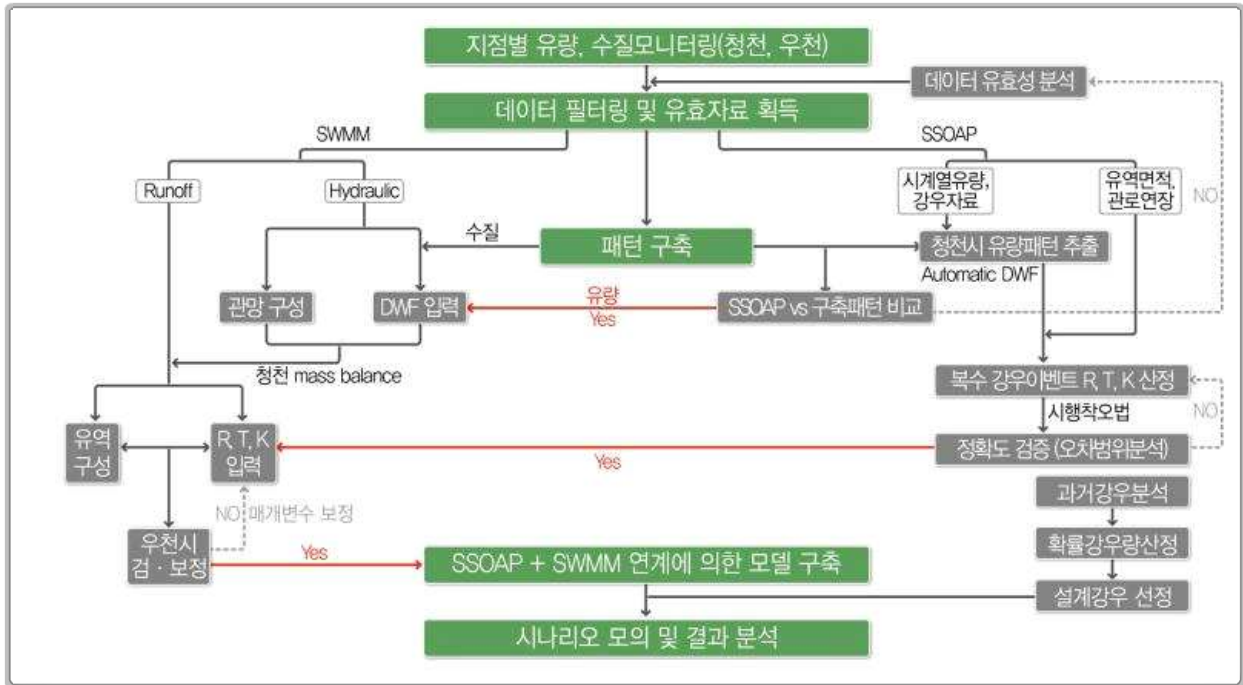 지점별 유량, 수질모니터링(청천, 우천)
데이터 유효성 분석
데이터 필터링 및 유효자료 획득
SWMM
SSOAP
Runoff
Hydraulic
시계열유량,
강우자료
유역면적,
관로연장
NO
수질
패턴 구축
청천시 유량패턴 추출
Automatic DWF
관망 구성
DWF 입력
유량
Yes
SSOAP vs 구축패턴 비교
청천 mass balance
복수 강우이벤트 R, T, K 산정
시행착오법
NO
유역
구성
R, T, K
입력
Yes
정확도 검증 (오차범위분석)
과거강우분석
NO 매개변수 보정
우천시
검 · 보정
Yes
SSOAP + SWMM 연계에 의한 모델 구축
확률강우량산정
설계강우 선정
시나리오 모의 및 결과 분석